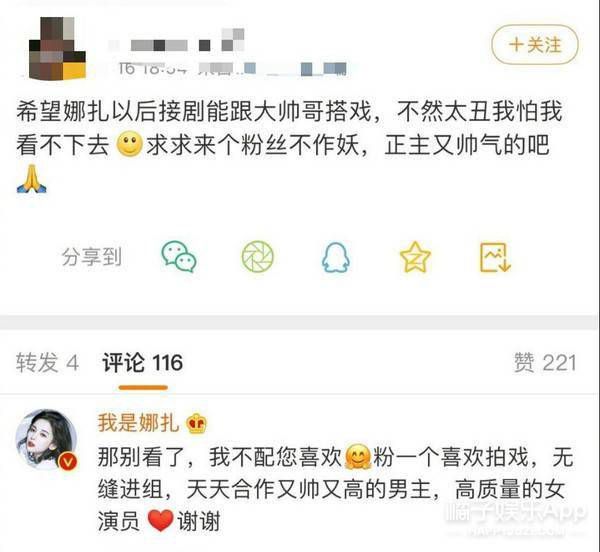 16 18:54
+关注
希望娜扎以后接剧能跟大帅哥搭戏，不然太丑我怕我
看不下去🙂求求来个粉丝不作妖，正主又帅气的吧
🙏
分享到
转发 4 评论 116 赞 221
我是娜扎
那别看了，我不配您喜欢🤗粉一个喜欢拍戏，无
缝进组，天天合作又帅又高的男主，高质量的女
演员❤️谢谢
橘子娱乐App
HAPPYJUZI.COM